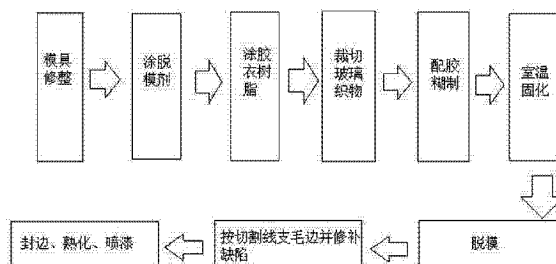 模具
修整
涂脱
模剂
涂胶
衣树
脂
裁切
玻璃
织物
配胶
糊制
室温
固化
脱膜
按切割线支毛边并修补
缺陷
封边、熟化、喷漆